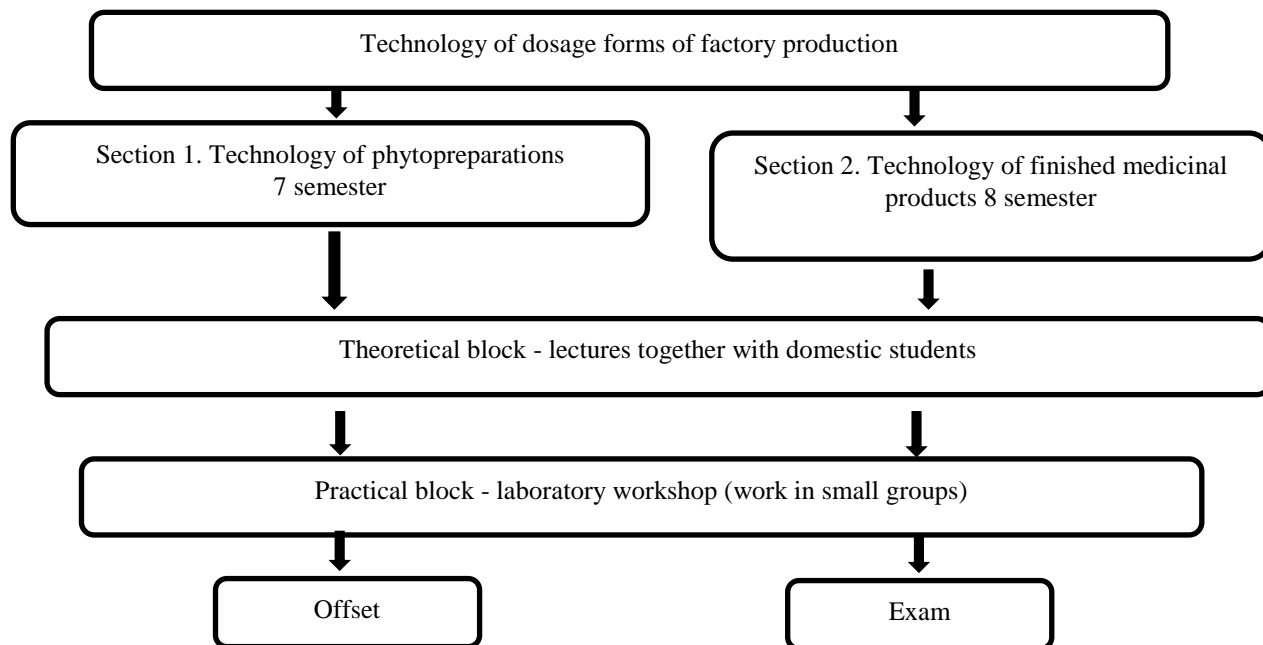 Technology of dosage forms of factory production
Section 1. Technology of phytopreparations
7 semester
Section 2. Technology of finished medicinal
products 8 semester
Theoretical block - lectures together with domestic students
Practical block - laboratory workshop (work in small groups)
Offset
Exam